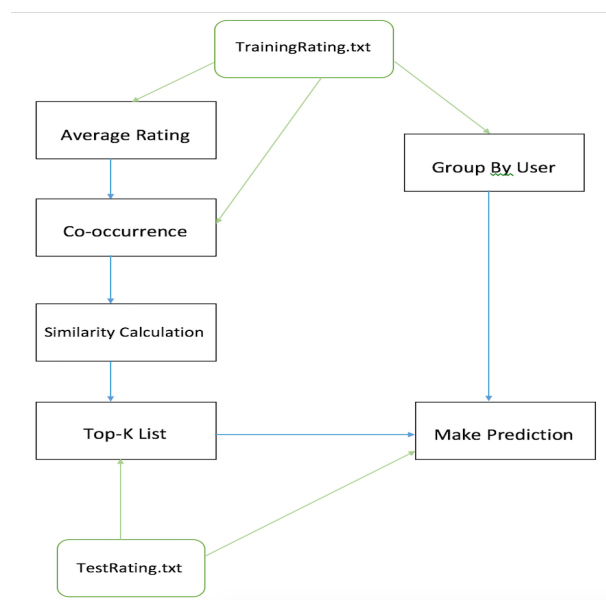 TrainingRating.txt
Average Rating
Group By User
Co-occurrence
Similarity Calculation
Top-K List
Make Prediction
TestRating.txt